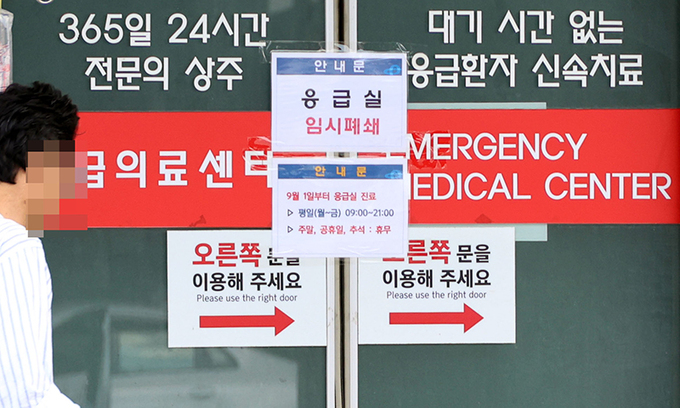 365일 24시간
전문의 상주
대기 시간 없는
응급환자 신속치료
안내문
응급실
임시폐쇄
급의료센터
EMERGENCY
MEDICAL CENTER
안내문
9월 1일부터 응급실 진료
▷ 평일(월~금) 09:00~21:00
▷ 주말, 공휴일, 추석 : 휴무
오른쪽 문을
이용해 주세요
Please use the right door
오른쪽 문을
이용해 주세요
Please use the right door